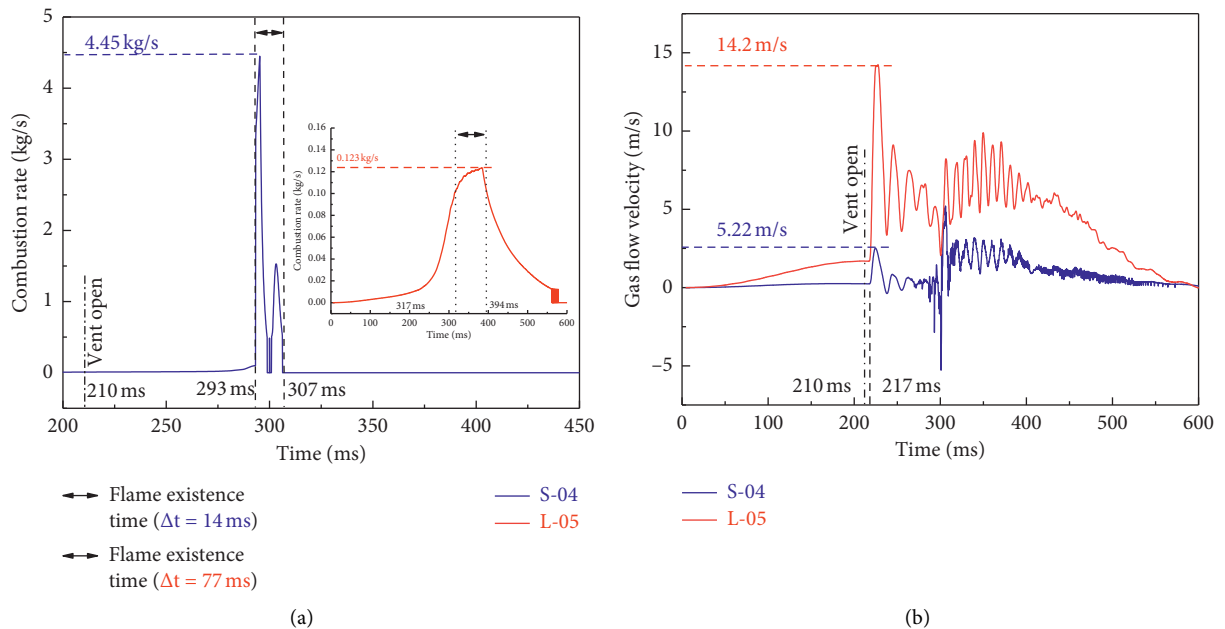 5
4
3
2
1
0
Combustion rate (kg/s)
4.45 kg/s
Vent open
210 ms
293 ms
307 ms
200
250
300
350
400
450
Time (ms)
0.16
0.14
0.12
0.10
0.08
0.06
0.04
0.02
0.00
Combustion rate (kg/s)
0.123 kg/s
317 ms
394 ms
0
100
200
300
400
500
600
Time (ms)
Flame existence
time (Δt = 14 ms)
Flame existence
time (Δt = 77 ms)
S-04
L-05
(a)
15
10
5
0
−5
Gas flow velocity (m/s)
14.2 m/s
5.22 m/s
Vent open
210 ms
217 ms
0
100
200
300
400
500
600
Time (ms)
S-04
L-05
(b)